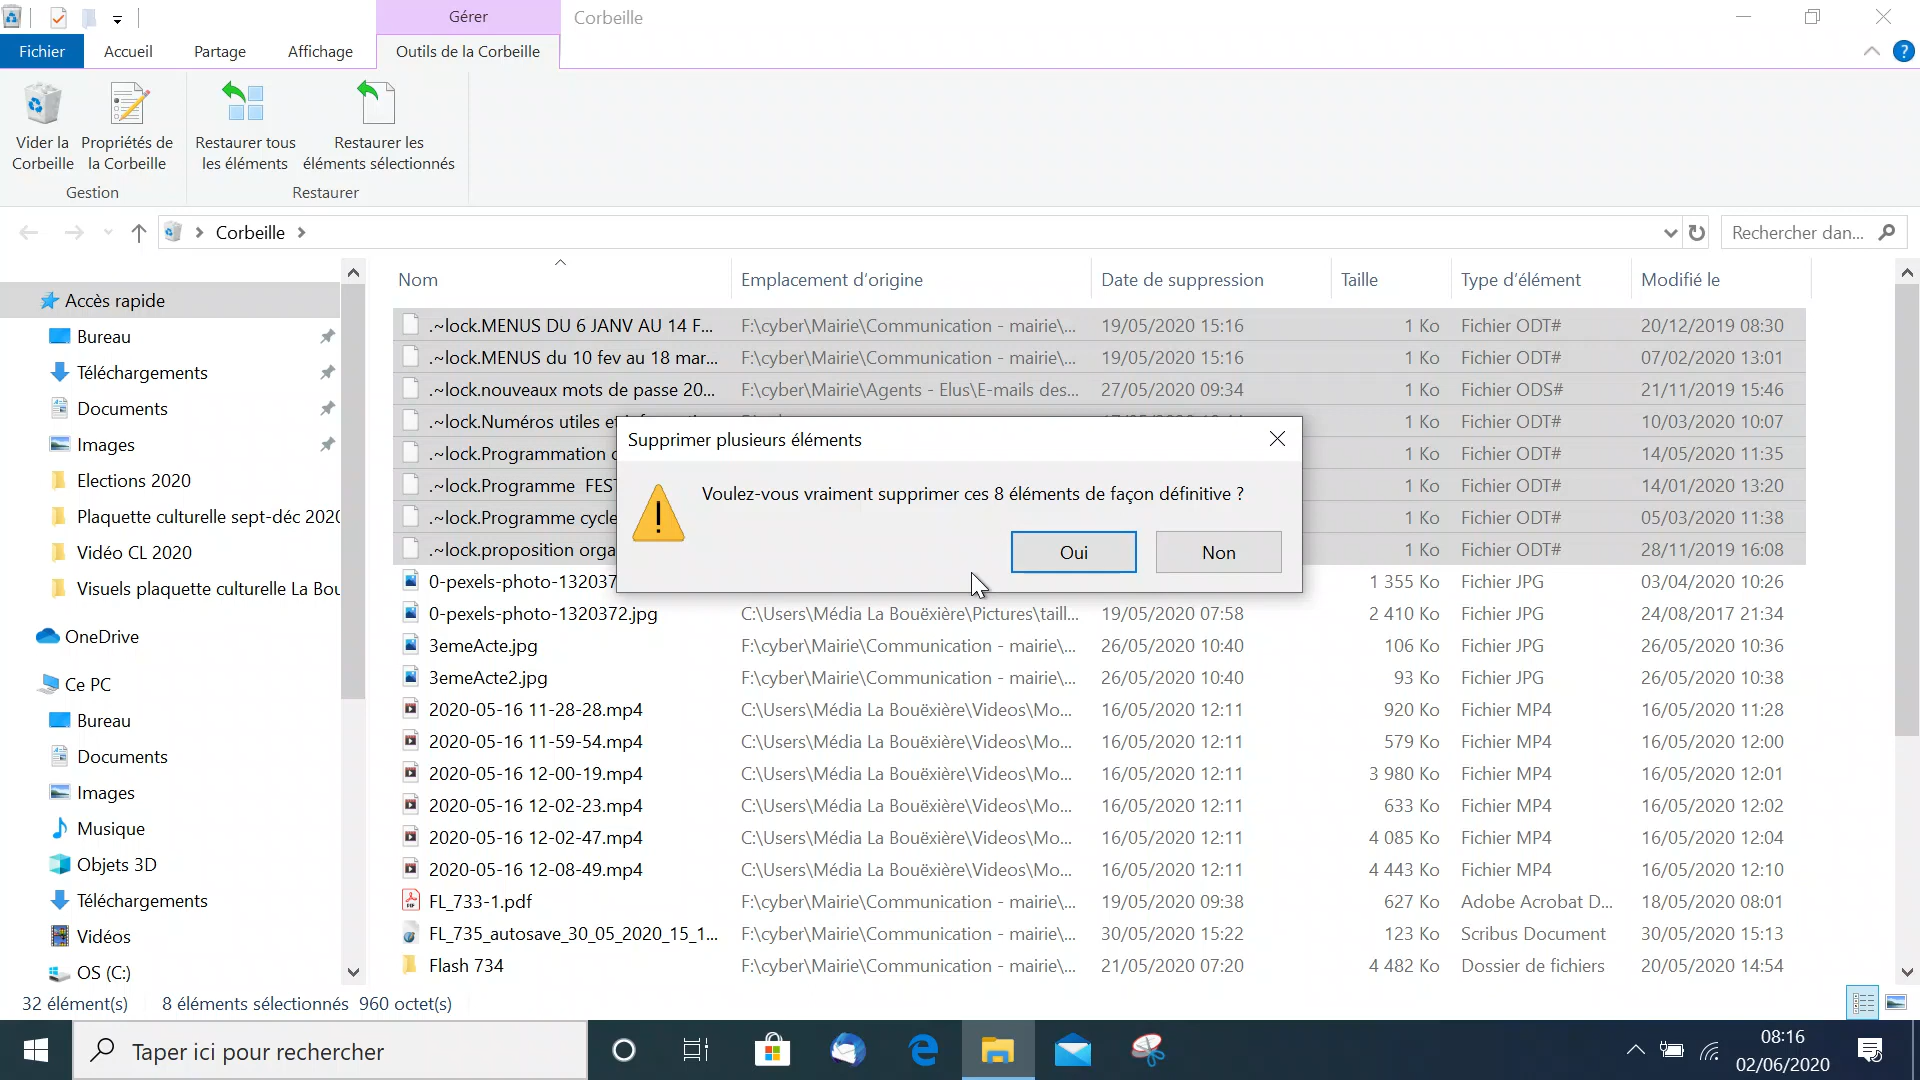 Gérer
Corbeille
Fichier
Accueil
Partage
Affichage
Outils de la Corbeille
?
Vider la
Corbeille
Propriétés de
la Corbeille
Restaurer tous
les éléments
Restaurer les
éléments sélectionnés
Gestion
Restaurer
Corbeille
Rechercher dan...
Accès rapide
Bureau
Téléchargements
Documents
Images
Elections 2020
Plaquette culturelle sept-déc 202
Vidéo CL 2020
Visuels plaquette culturelle La Bou
OneDrive
Ce PC
Bureau
Documents
Images
Musique
Objets 3D
Téléchargements
Vidéos
OS (C:)
Nom Emplacement d'origine Date de suppression Taille Type d'élément Modifié le
.~lock.MENUS DU 6 JANV AU 14 F... F:\cyber\Mairie\Communication - mairie\... 19/05/2020 15:16 1 Ko Fichier ODT# 20/12/2019 08:30
.~lock.MENUS du 10 fev au 18 mar... F:\cyber\Mairie\Communication - mairie\... 19/05/2020 15:16 1 Ko Fichier ODT# 07/02/2020 13:01
.~lock.nouveaux mots de passe 20... F:\cyber\Mairie\Agents - Elus\E-mails des... 27/05/2020 09:34 1 Ko Fichier ODS# 21/11/2019 15:46
.~lock.Numéros utiles 1 Ko Fichier ODT# 10/03/2020 10:07
.~lock.Programmation 1 Ko Fichier ODT# 14/05/2020 11:35
.~lock.Programme FEST 1 Ko Fichier ODT# 14/01/2020 13:20
.~lock.Programme cycle 1 Ko Fichier ODT# 05/03/2020 11:38
.~lock.proposition orga 1 Ko Fichier ODT# 28/11/2019 16:08
Supprimer plusieurs éléments
Voulez-vous vraiment supprimer ces 8 éléments de façon définitive ?
Oui
Non
0-pexels-photo-1320372 1 355 Ko Fichier JPG 03/04/2020 10:26
0-pexels-photo-1320372.jpg C:\Users\Média La Bouëxière\Pictures\taill... 19/05/2020 07:58 2 410 Ko Fichier JPG 24/08/2017 21:34
3emeActe.jpg F:\cyber\Mairie\Communication - mairie\... 26/05/2020 10:40 106 Ko Fichier JPG 26/05/2020 10:36
3emeActe2.jpg F:\cyber\Mairie\Communication - mairie\... 26/05/2020 10:40 93 Ko Fichier JPG 26/05/2020 10:38
2020-05-16 11-28-28.mp4 C:\Users\Média La Bouëxière\Videos\Mo... 16/05/2020 12:11 920 Ko Fichier MP4 16/05/2020 11:28
2020-05-16 11-59-54.mp4 C:\Users\Média La Bouëxière\Videos\Mo... 16/05/2020 12:11 579 Ko Fichier MP4 16/05/2020 12:00
2020-05-16 12-00-19.mp4 C:\Users\Média La Bouëxière\Videos\Mo... 16/05/2020 12:11 3 980 Ko Fichier MP4 16/05/2020 12:01
2020-05-16 12-02-23.mp4 C:\Users\Média La Bouëxière\Videos\Mo... 16/05/2020 12:11 633 Ko Fichier MP4 16/05/2020 12:02
2020-05-16 12-02-47.mp4 C:\Users\Média La Bouëxière\Videos\Mo... 16/05/2020 12:11 4 085 Ko Fichier MP4 16/05/2020 12:04
2020-05-16 12-08-49.mp4 C:\Users\Média La Bouëxière\Videos\Mo... 16/05/2020 12:11 4 443 Ko Fichier MP4 16/05/2020 12:10
FL_733-1.pdf F:\cyber\Mairie\Communication - mairie\... 19/05/2020 09:38 627 Ko Adobe Acrobat D... 18/05/2020 08:01
FL_735_autosave_30_05_2020_15_1... F:\cyber\Mairie\Communication - mairie\... 30/05/2020 15:22 123 Ko Scribus Document 30/05/2020 15:13
Flash 734 F:\cyber\Mairie\Communication - mairie\... 21/05/2020 07:20 4 482 Ko Dossier de fichiers 20/05/2020 14:54
32 élément(s) 8 éléments sélectionnés 960 octet(s)
Taper ici pour rechercher
08:16
02/06/2020